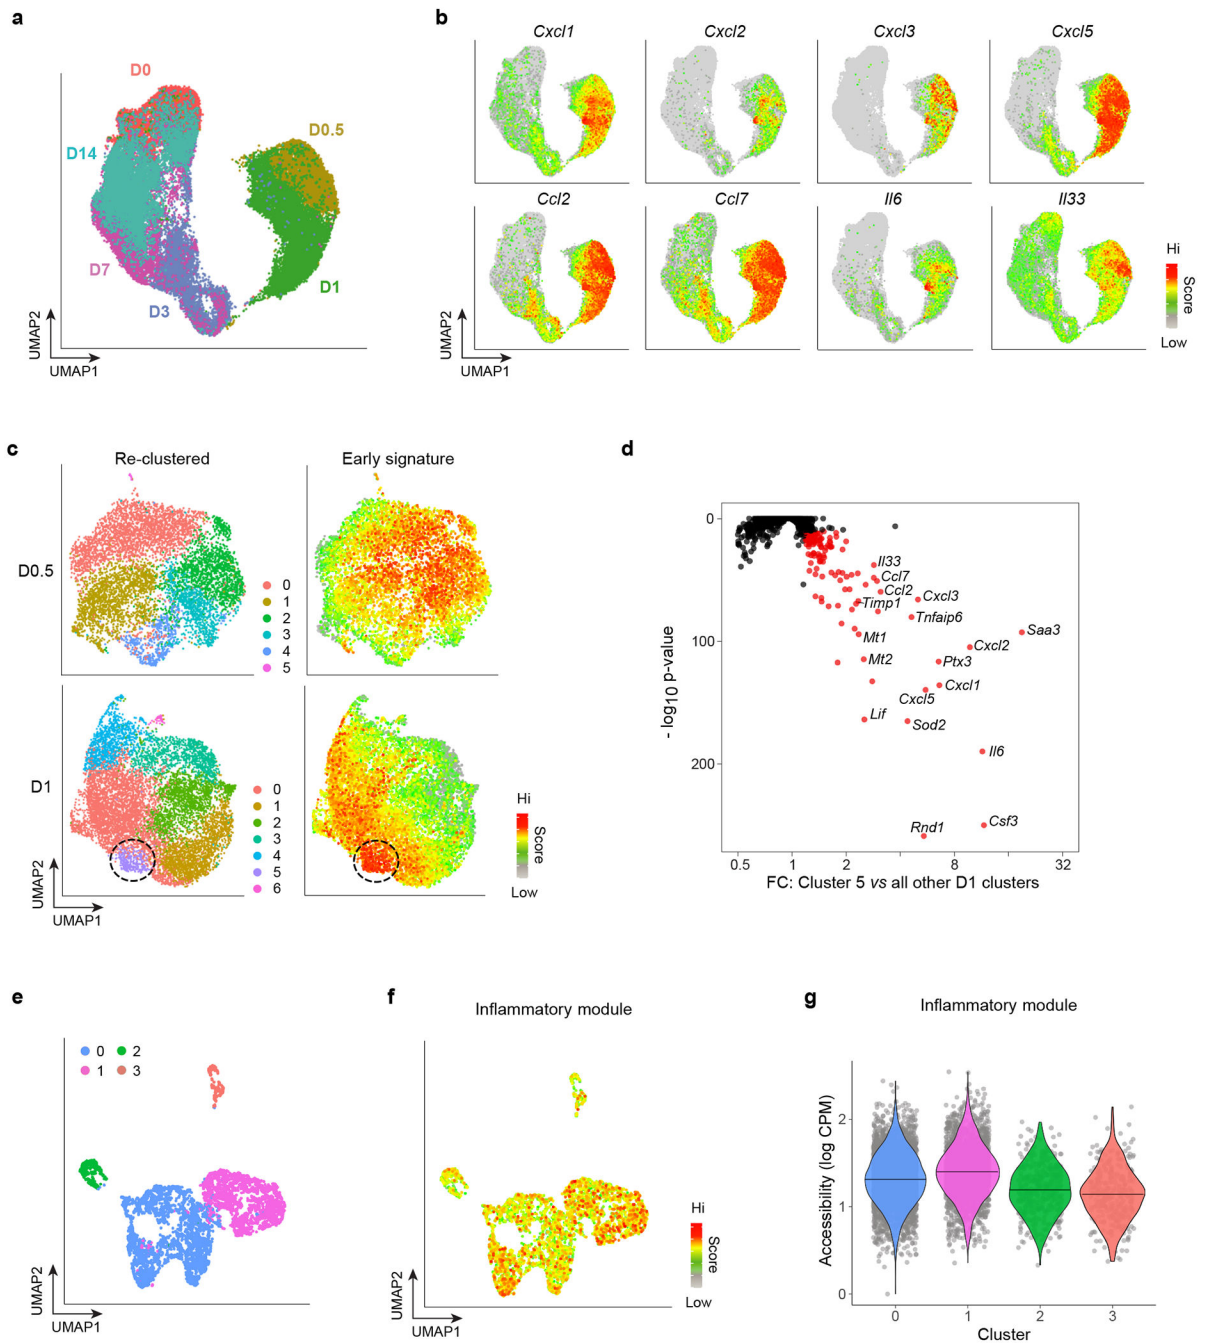 a
D0
D0.5
D14
D7
D3
D1
UMAP2
UMAP1
b
Cxcl1
Cxcl2
Cxcl3
Cxcl5
Ccl2
Ccl7
Il6
Il33
Hi
Score
Low
UMAP2
UMAP1
c
Re-clustered
Early signature
D0.5
0
1
2
3
4
5
D1
0
1
2
3
4
5
6
Hi
Score
Low
UMAP2
UMAP1
d
0
100
200
- log10 p-value
Il33
Ccl7
Ccl2
Cxcl3
Timp1
Tnfaip6
Saa3
Mt1
Cxcl2
Mt2
Ptx3
Cxcl1
Cxcl5
Lif
Sod2
Il6
Csf3
Rnd1
0.5
1
2
8
32
FC: Cluster 5 vs all other D1 clusters
e
0
2
1
3
UMAP2
UMAP1
f
Inflammatory module
Hi
Score
Low
UMAP2
UMAP1
g
Inflammatory module
Accessibility (log CPM)
2
1
0
0
1
2
3
Cluster